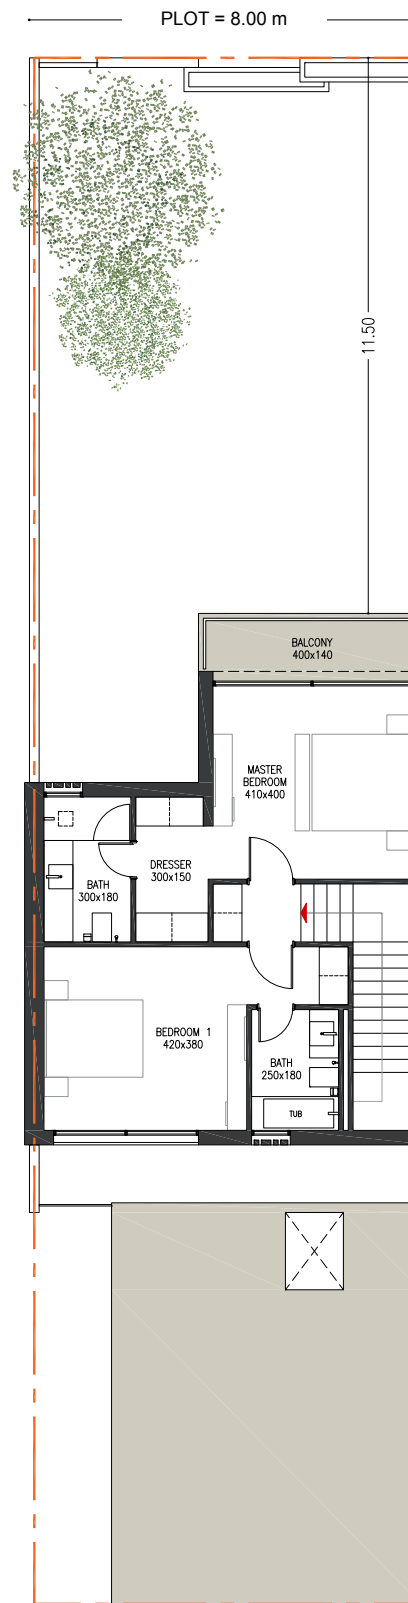 PLOT = 8.00 m
11.50
BALCONY
400x140
MASTER
BEDROOM
410x400
DRESSER
300x150
BATH
300x180
BEDROOM 1
420x380
BATH
250x180
TUB